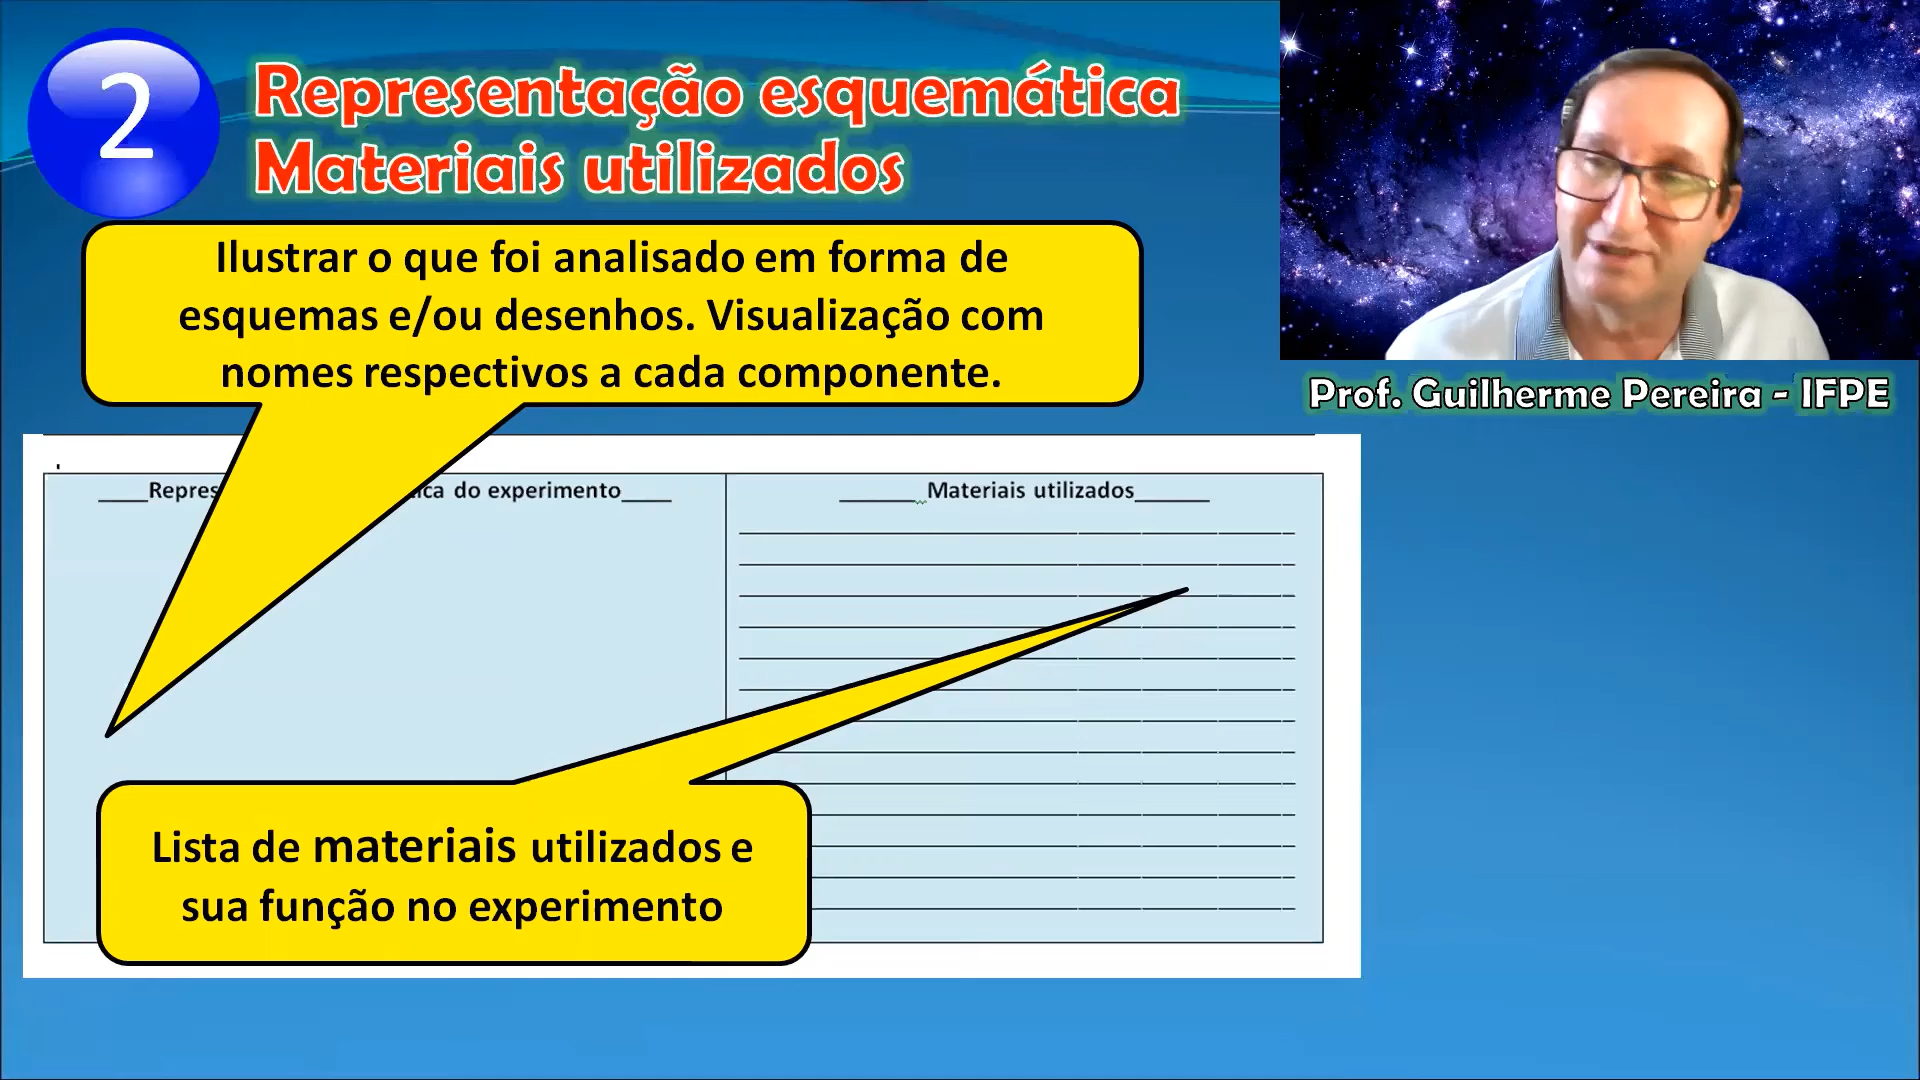 2
Representação esquemática
Materiais utilizados
Ilustrar o que foi analisado em forma de
esquemas e/ou desenhos. Visualização com
nomes respectivos a cada componente.
Prof. Guilherme Pereira - IFPE
____Repres
ica do experimento____
______Materiais utilizados______
Lista de materiais utilizados e
sua função no experimento